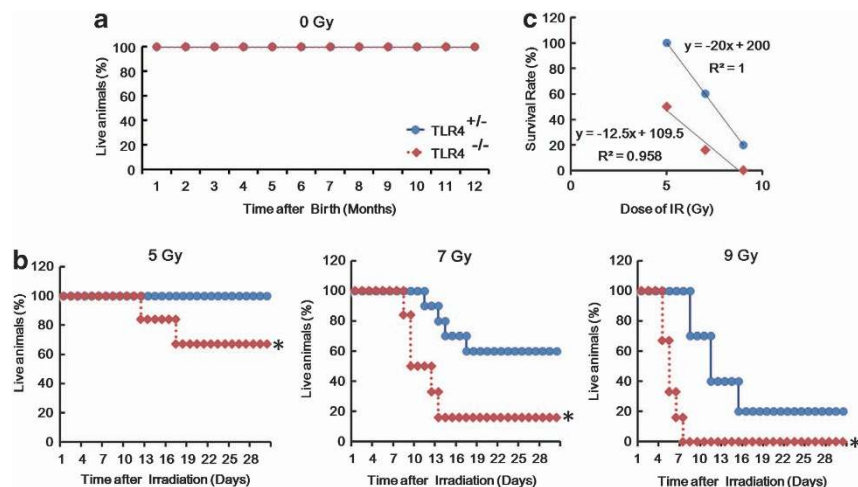 a
0 Gy
Live animals (%)
120
100
80
60
40
20
0
TLR4 +/-
TLR4 -/-
1 2 3 4 5 6 7 8 9 10 11 12
Time after Birth (Months)
c
Survival Rate (%)
120
100
80
60
40
20
0
y = -20x + 200
R² = 1
y = -12.5x + 109.5
R² = 0.958
0 5 10
Dose of IR (Gy)
b
5 Gy
Live animals (%)
120
100
80
60
40
20
0
*
1 4 7 10 13 16 19 22 25 28
Time after Irradiation (Days)
7 Gy
Live animals (%)
120
100
80
60
40
20
0
*
1 4 7 10 13 16 19 22 25 28
Time after Irradiation (Days)
9 Gy
Live animals (%)
120
100
80
60
40
20
0
*
1 4 7 10 13 16 19 22 25 28
Time after Irradiation (Days)